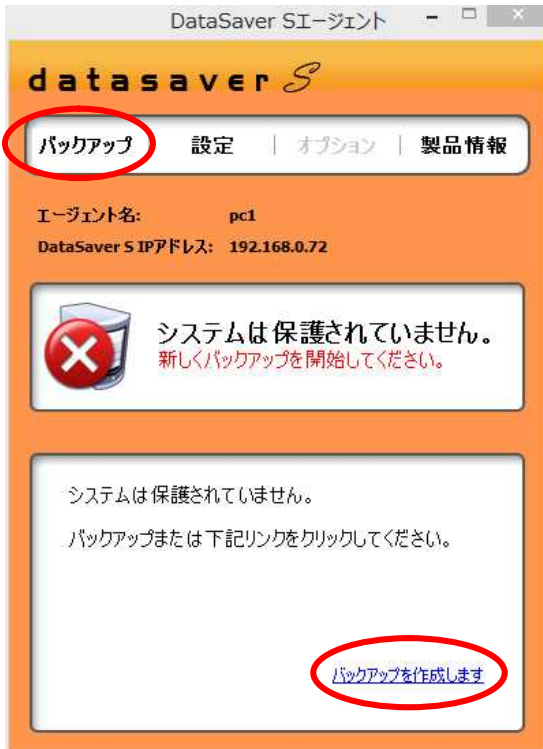 DataSaver Sエージェント
datasaver S
バックアップ 設定 | オプション | 製品情報
エージェント名: pc1
DataSaver S IPアドレス: 192.168.0.72
システムは保護されていません。
新しくバックアップを開始してください。
システムは保護されていません。
バックアップまたは下記リンクをクリックしてください。
バックアップを作成します